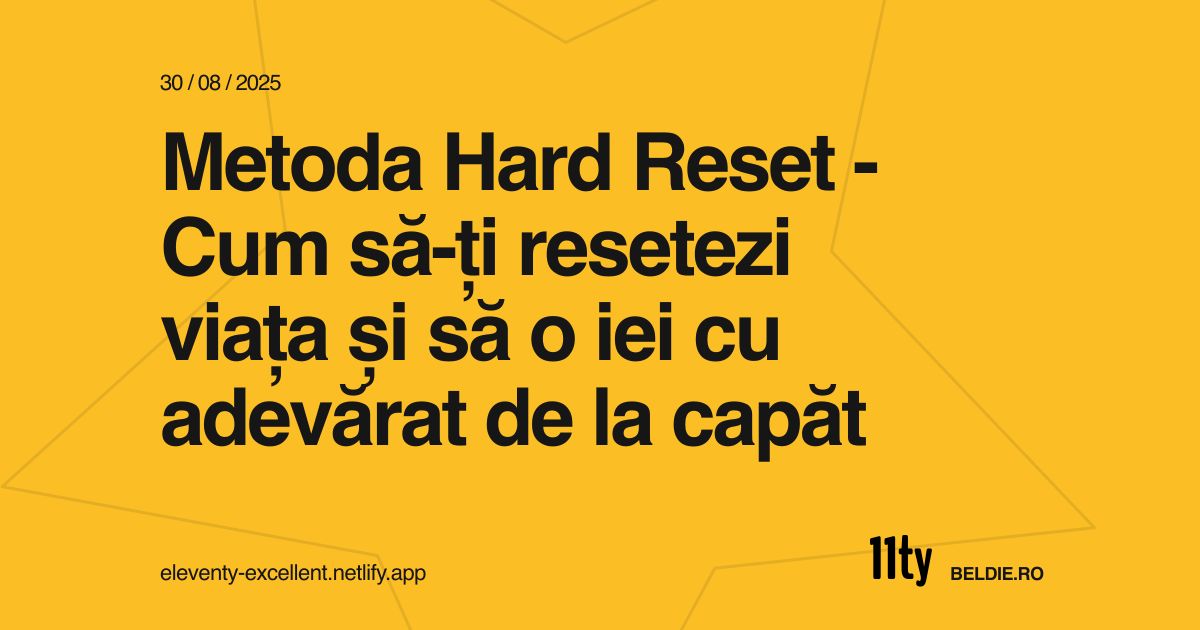 30 / 08 / 2025
Metoda Hard Reset -
Cum să-ți resetezi
viața și să o iei cu
adevărat de la capăt
eleventy-excellent.netlify.app
11ty
BELDIE.RO